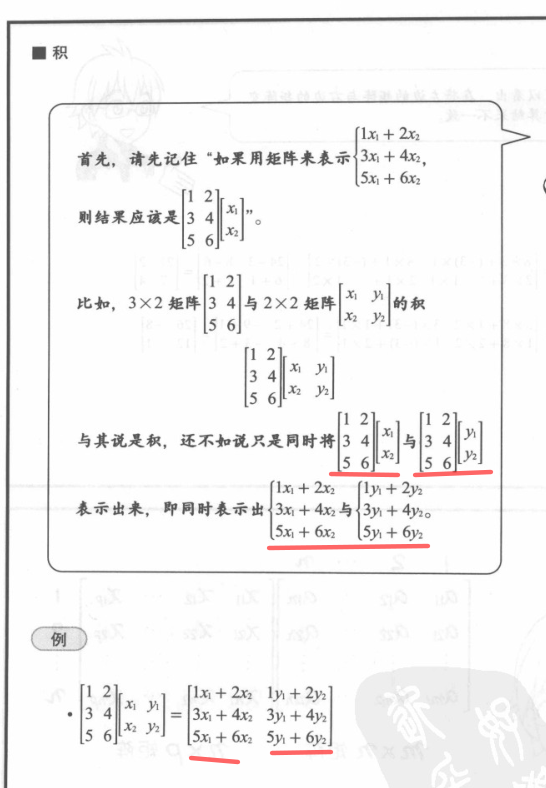 ■ 积
首先，请先记住“如果用矩阵来表示{1x₁ + 2x₂ 3x₁ + 4x₂ 5x₁ + 6x₂，
则结果应该是[1 2 3 4 5 6][x₁ x₂]”。
比如，3×2 矩阵[1 2 3 4 5 6]与 2×2 矩阵[x₁ y₁ x₂ y₂]的积
[1 2 3 4 5 6][x₁ y₁ x₂ y₂]
与其说是积，还不如说只是同时将[1 2 3 4 5 6][x₁ x₂]与[1 2 3 4 5 6][y₁ y₂]
表示出来，即同时表示出{1x₁ + 2x₂ 3x₁ + 4x₂ 5x₁ + 6x₂与{1y₁ + 2y₂ 3y₁ + 4y₂ 5y₁ + 6y₂。
例
• [1 2 3 4 5 6][x₁ y₁ x₂ y₂] = [1x₁ + 2x₂ 1y₁ + 2y₂ 3x₁ + 4x₂ 3y₁ + 4y₂ 5x₁ + 6x₂ 5y₁ + 6y₂]